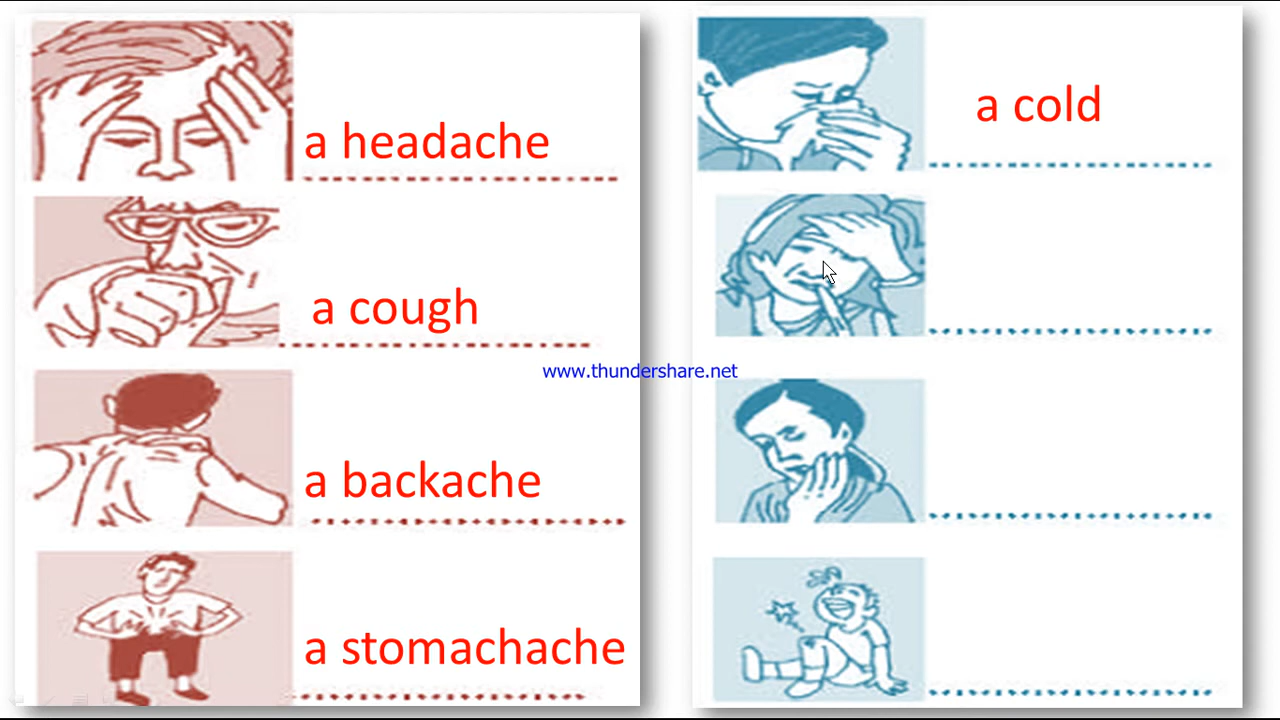 a headache
a cough
a backache
a stomachache
a cold
www.thundershare.net